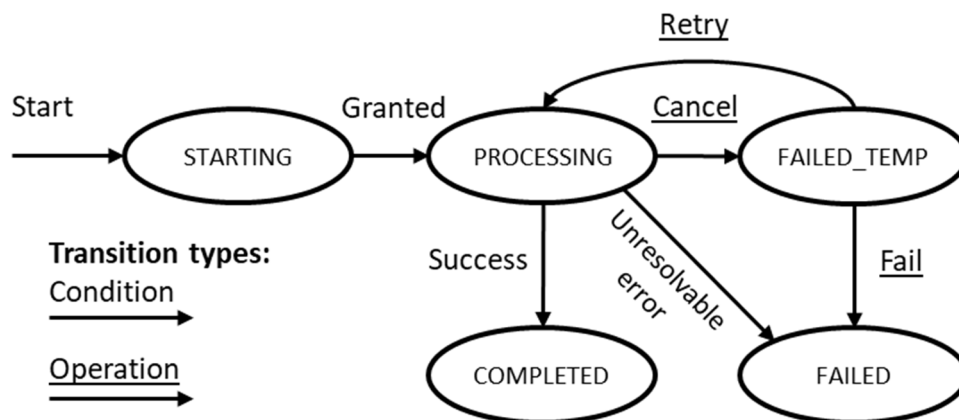 Retry
Start
Granted
Cancel
STARTING
PROCESSING
FAILED_TEMP
Transition types:
Condition
Operation
Success
Unresolvable
error
Fail
COMPLETED
FAILED